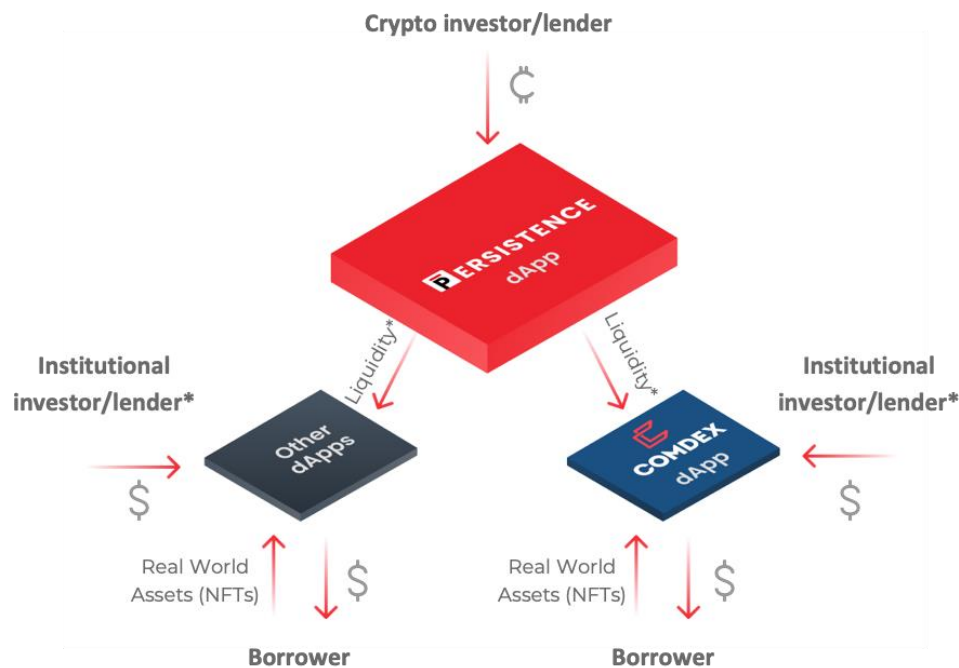 Crypto investor/lender
₵
PERSISTENCE
dApp
Liquidity*
Liquidity*
Institutional
investor/lender*
Institutional
investor/lender*
Other
dApps
COMDEX
dApp
$
$
Real World
Assets (NFTs)
$
Real World
Assets (NFTs)
$
Borrower
Borrower